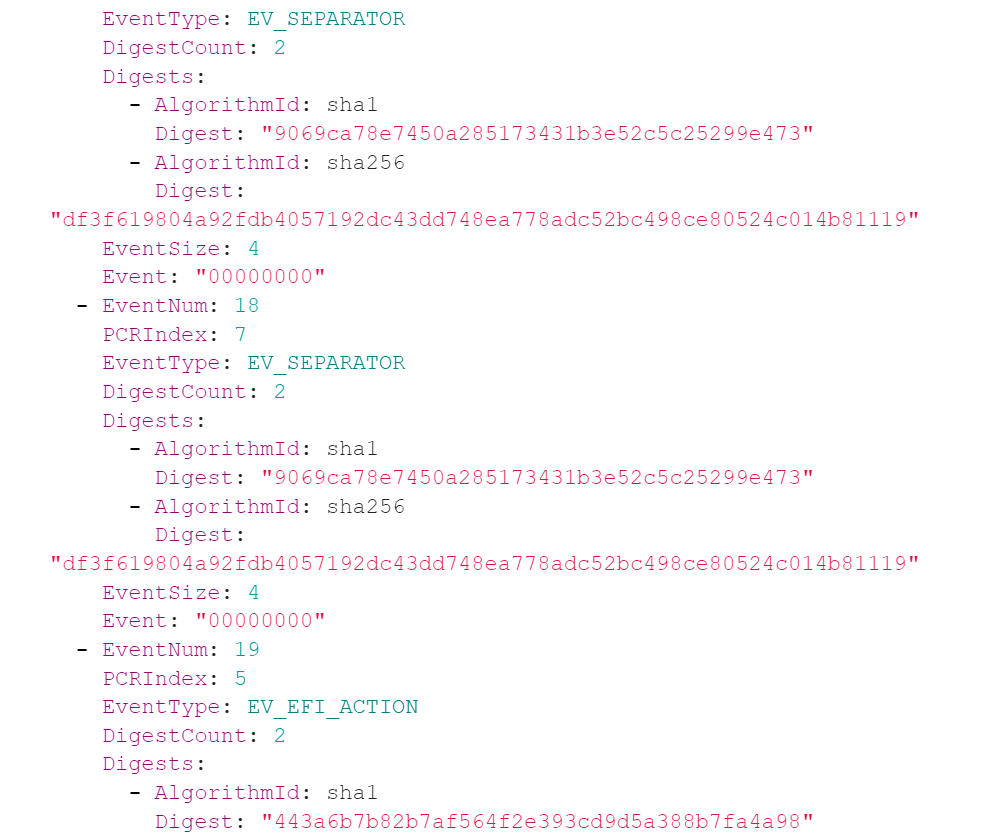 EventType: EV_SEPARATOR
DigestCount: 2
Digests:
- AlgorithmId: sha1
Digest: "9069ca78e7450a285173431b3e52c5c25299e473"
- AlgorithmId: sha256
Digest:
"df3f619804a92fdb4057192dc43dd748ea778adc52bc498ce80524c014b81119"
EventSize: 4
Event: "00000000"
- EventNum: 18
PCRIndex: 7
EventType: EV_SEPARATOR
DigestCount: 2
Digests:
- AlgorithmId: sha1
Digest: "9069ca78e7450a285173431b3e52c5c25299e473"
- AlgorithmId: sha256
Digest:
"df3f619804a92fdb4057192dc43dd748ea778adc52bc498ce80524c014b81119"
EventSize: 4
Event: "00000000"
- EventNum: 19
PCRIndex: 5
EventType: EV_EFI_ACTION
DigestCount: 2
Digests:
- AlgorithmId: sha1
Digest: "443a6b7b82b7af564f2e393cd9d5a388b7fa4a98"